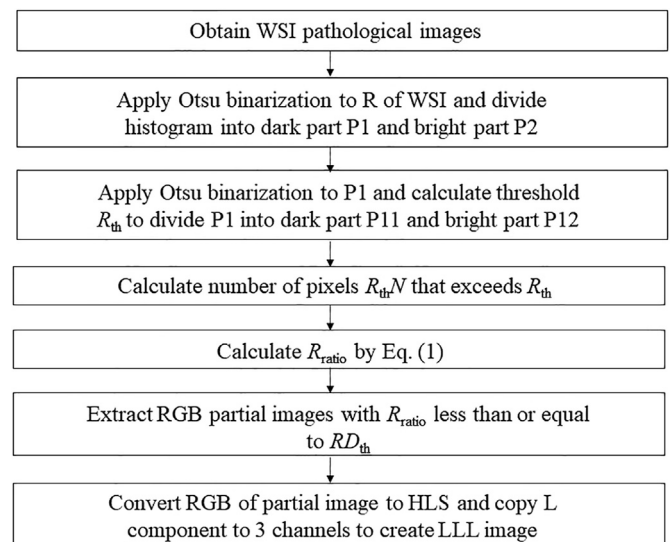 Obtain WSI pathological images
Apply Otsu binarization to R of WSI and divide
histogram into dark part P1 and bright part P2
Apply Otsu binarization to P1 and calculate threshold
Rth to divide P1 into dark part P11 and bright part P12
Calculate number of pixels RthN that exceeds Rth
Calculate Rratio by Eq. (1)
Extract RGB partial images with Rratio less than or equal
to RDth
Convert RGB of partial image to HLS and copy L
component to 3 channels to create LLL image